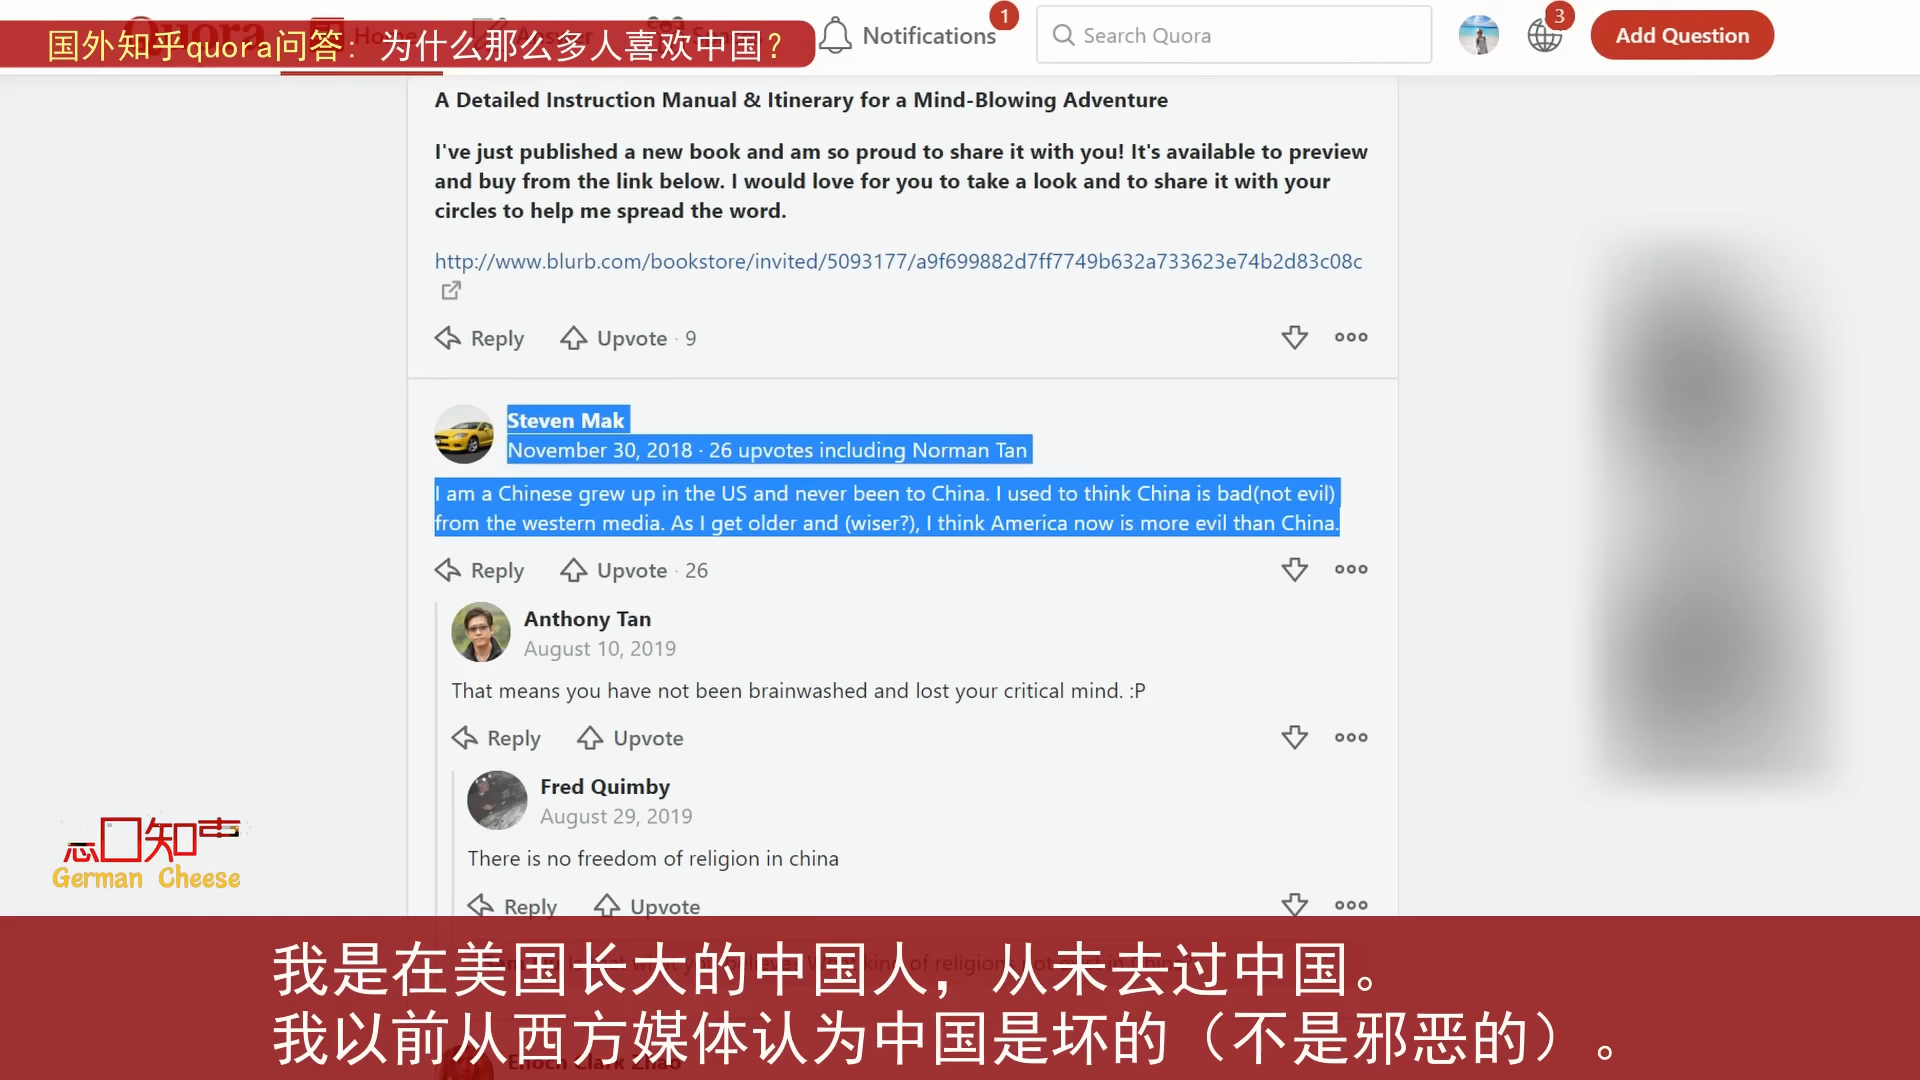 国外知乎quora问答：为什么那么多人喜欢中国？
Notifications
1
Search Quora
3
Add Question
A Detailed Instruction Manual & Itinerary for a Mind-Blowing Adventure
I've just published a new book and am so proud to share it with you! It's available to preview
and buy from the link below. I would love for you to take a look and to share it with your
circles to help me spread the word.
http://www.blurb.com/bookstore/invited/5093177/a9f699882d7ff7749b632a733623e74b2d83c08c
Reply Upvote · 9
Steven Mak
November 30, 2018 · 26 upvotes including Norman Tan
I am a Chinese grew up in the US and never been to China. I used to think China is bad(not evil)
from the western media. As I get older and (wiser?), I think America now is more evil than China.
Reply Upvote · 26
Anthony Tan
August 10, 2019
That means you have not been brainwashed and lost your critical mind. :P
Reply Upvote
Fred Quimby
August 29, 2019
There is no freedom of religion in china
Reply Upvote
German Cheese
我是在美国长大的中国人，从未去过中国。
我以前从西方媒体认为中国是坏的（不是邪恶的）。
Enoch Clark Zhao